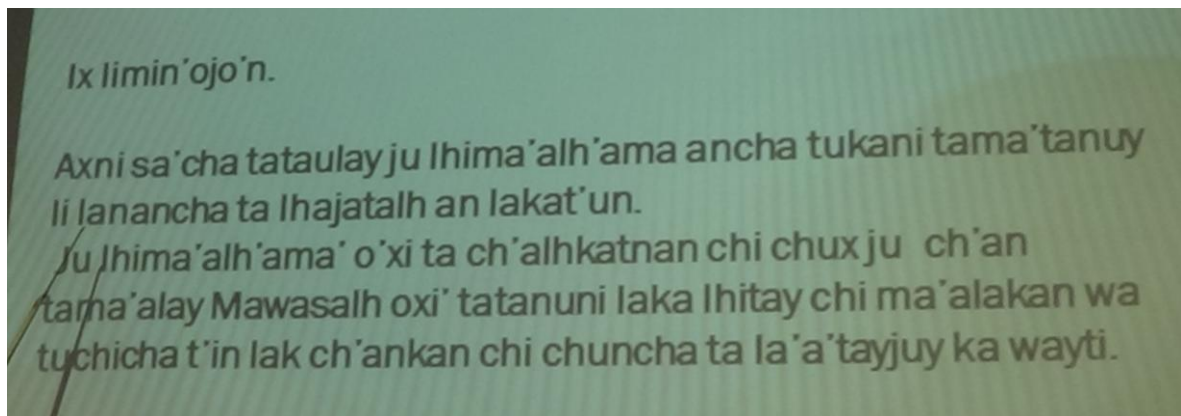 Ix limin'ojo'n.
Axni sa'cha tataulay ju lhima'alh'ama ancha tukani tama'tanuy
li lanancha ta lhajatalh an lakat'un.
Ju lhima'alh'ama' o'xi ta ch'alhkatnan chi chux ju ch'an
tama'alay Mawasalh oxi' tatanuni laka lhitay chi ma'alakan wa
tuchicha t'in lak ch'ankan chi chuncha ta la'a'tayjuy ka wayti.